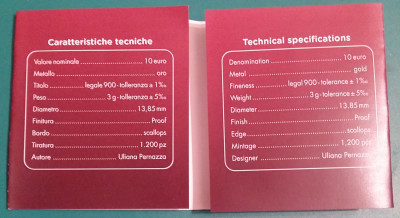 Caratteristiche tecniche
Valore nominale 10 euro
Metallo oro
Titolo legale 900 - tolleranza ± 1‰
Peso 3 g - tolleranza ± 5‰
Diametro 13,85 mm
Finitura Proof
Bordo scallops
Tiratura 1.200 pz
Autore Uliana Pernazza
Technical specifications
Denomination 10 euro
Metal gold
Fineness legal 900 - tolerance ± 1‰
Weight 3 g - tolerance ± 5‰
Diameter 13.85 mm
Finish Proof
Edge scallops
Mintage 1,200 pz
Designer Uliana Pernazza